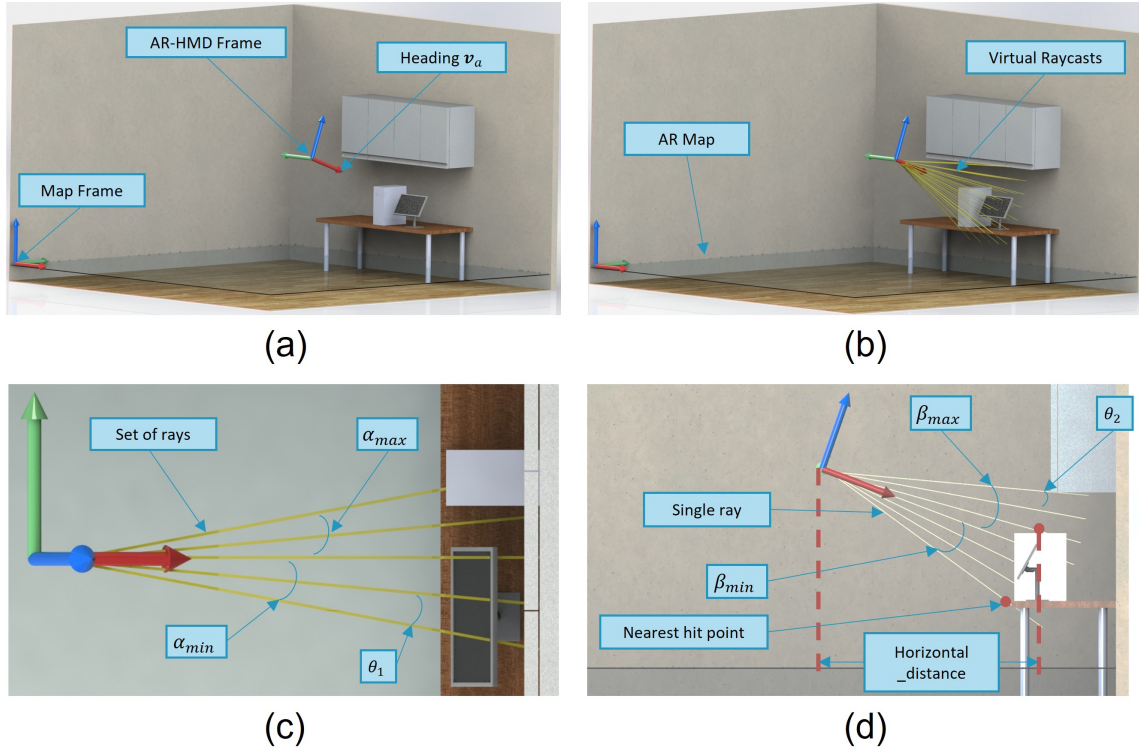 AR-HMD Frame
Heading 𝒗ₐ
Map Frame
(a)
Virtual Raycasts
AR Map
(b)
Set of rays
α_max
α_min
θ₁
(c)
β_max
θ₂
Single ray
β_min
Nearest hit point
Horizontal
_distance
(d)